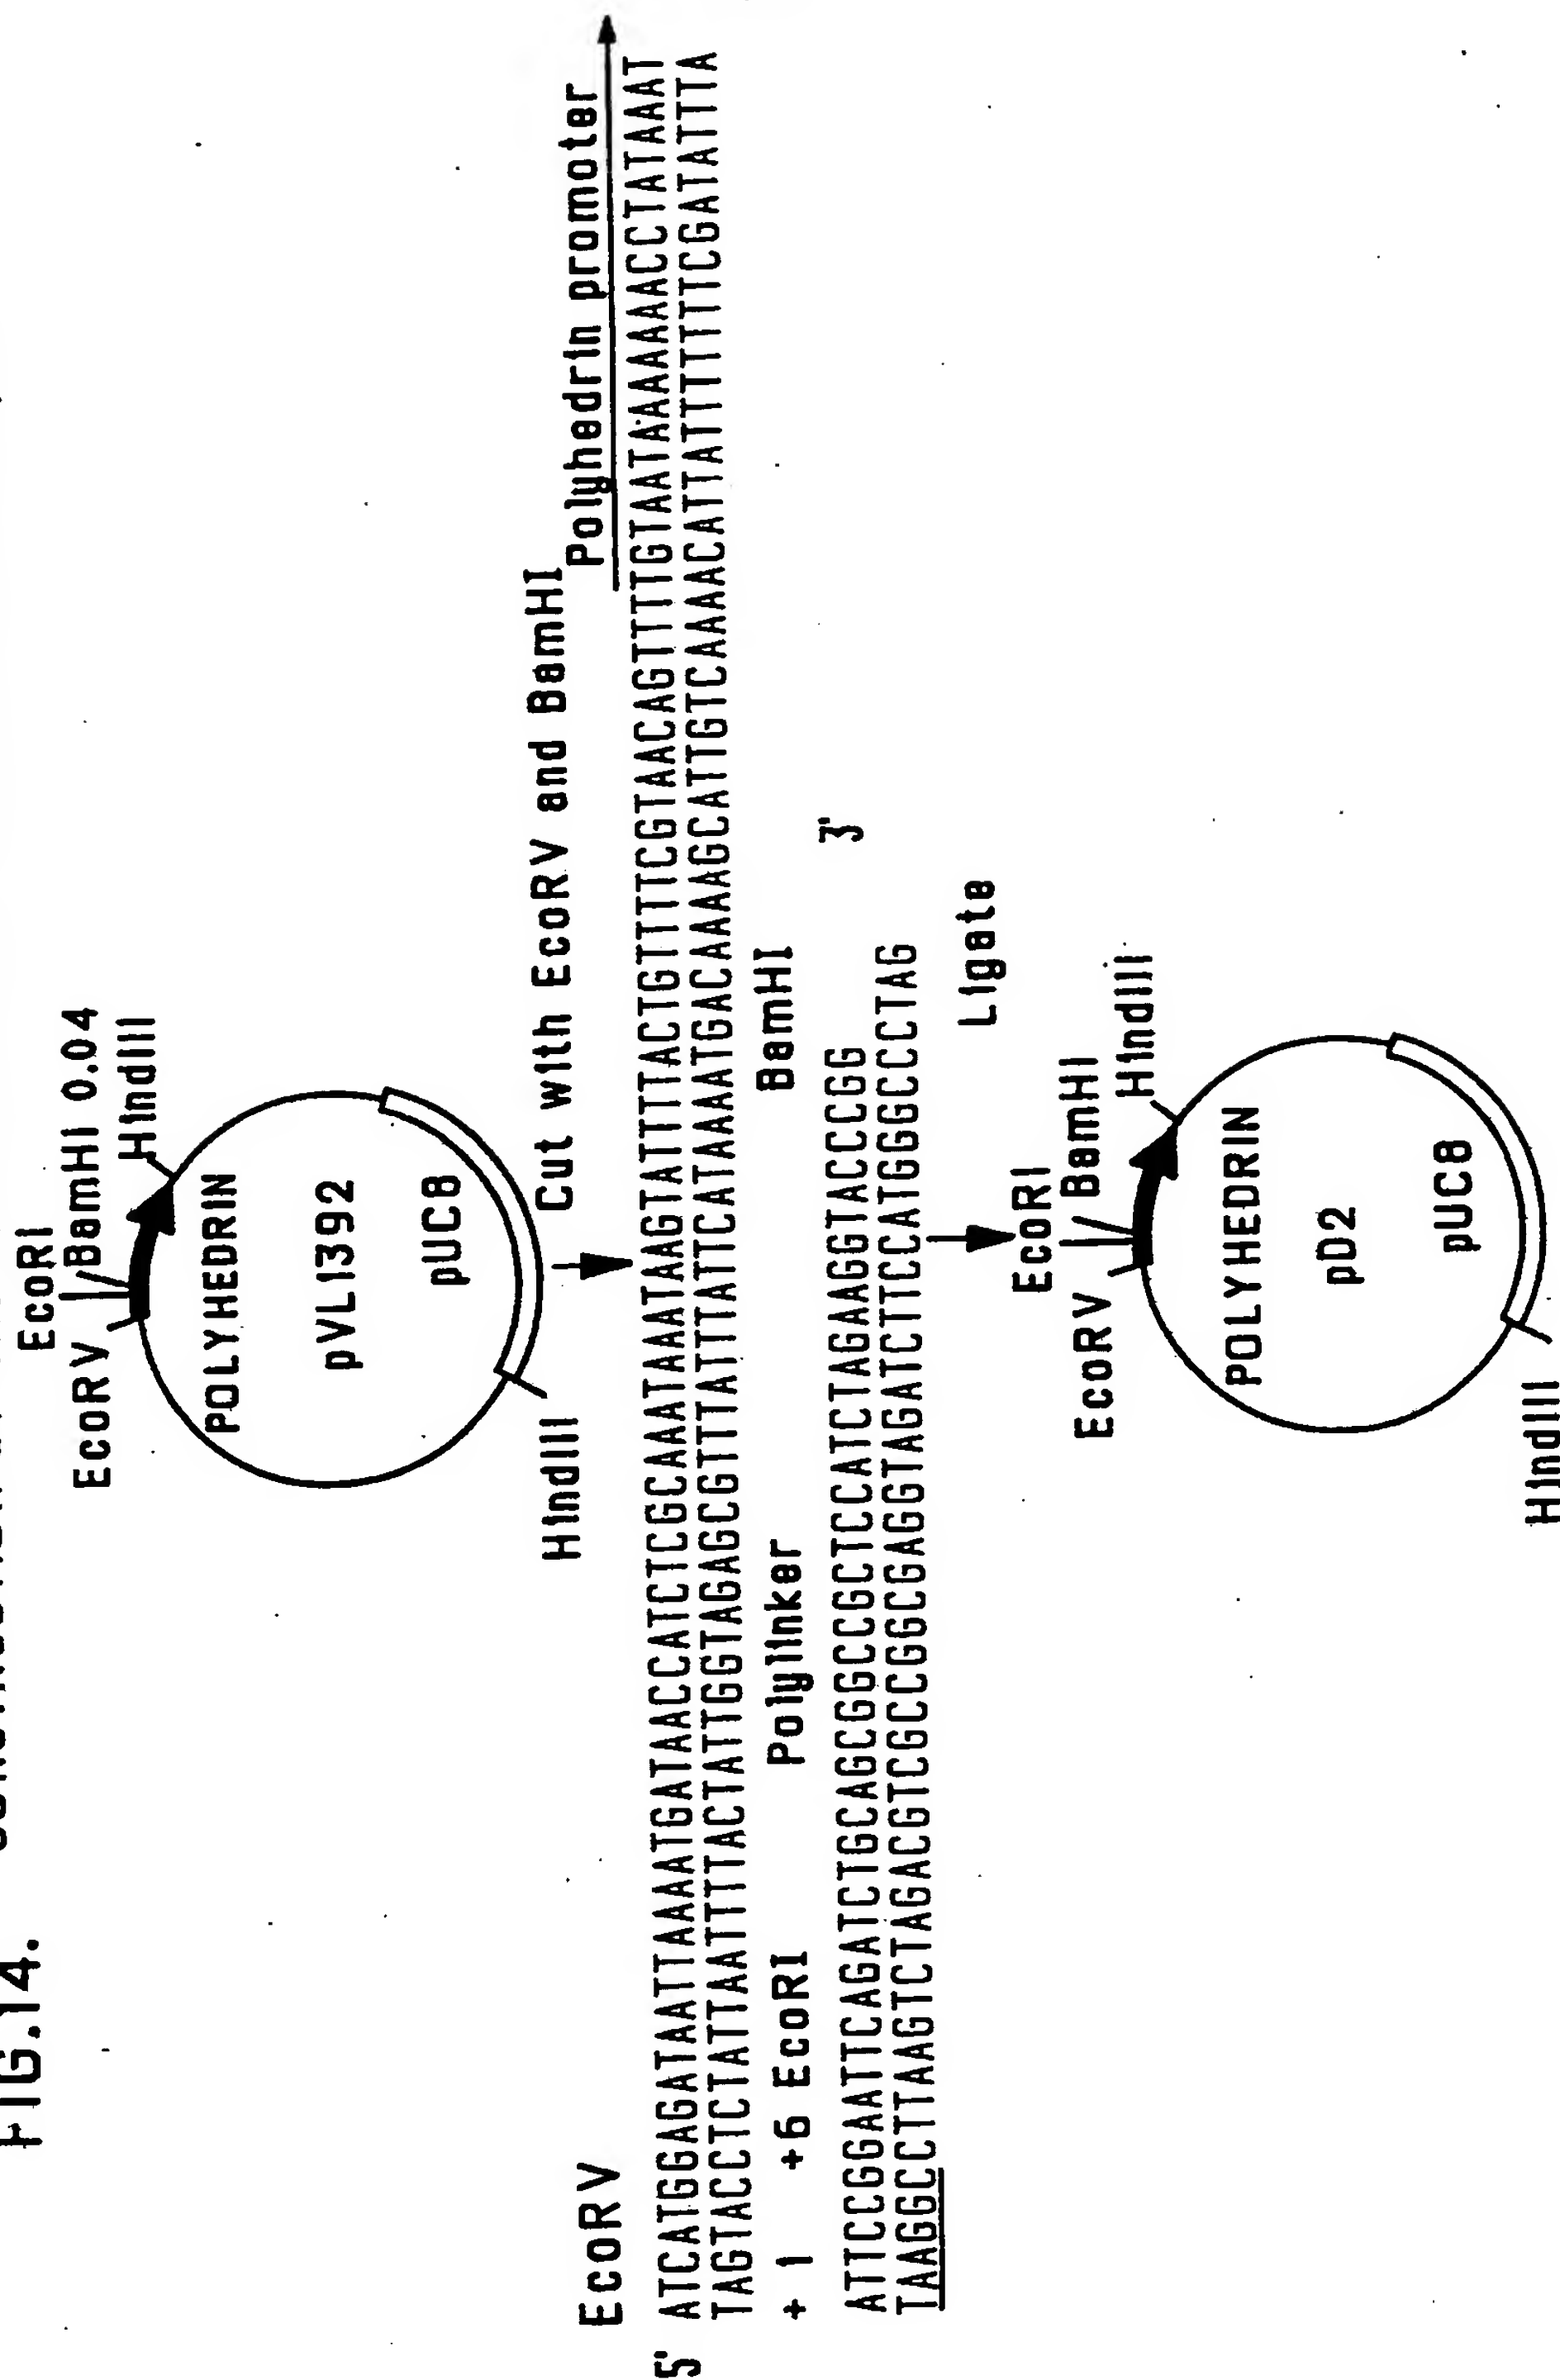 FIG.14.
EcoRI
EcoRV
BamHI 0.04
HindIII
POLYHEDRIN
pVL1392
pUC8
HindIII
Cut with EcoRV and BamHI
EcoRV
Polyhedrin promoter
5' ATCATGGAGATAATTAAAATGATAACCATCTCGCAAATAAATAAGTATTTTACTGTTTTCGTAACAGTTTTGTAATAAAAAAACCTATAAAT
TAGTACCTCTATTAATTTTACTATTGGTAGAGCGTTTATTTATTCATAAAATGACAAAAGCATTGTCAAAACATTATTTTTTTCGATATTTA
+ 1 +6 EcoRI Polylinker BamHI
3'
ATTCCGGAATTCAGATCTGCAGCGGCCGCTCCATCTAGAAGGTACCCGG
TAAGGCCTTAAGTCTAGACGTCGCCGGCGAGGTAGATCTTCCATGGGCCCTAG
Ligate
EcoRI
EcoRV
BamHI
HindIII
POLYHEDRIN
pD2
pUC8
HindIII